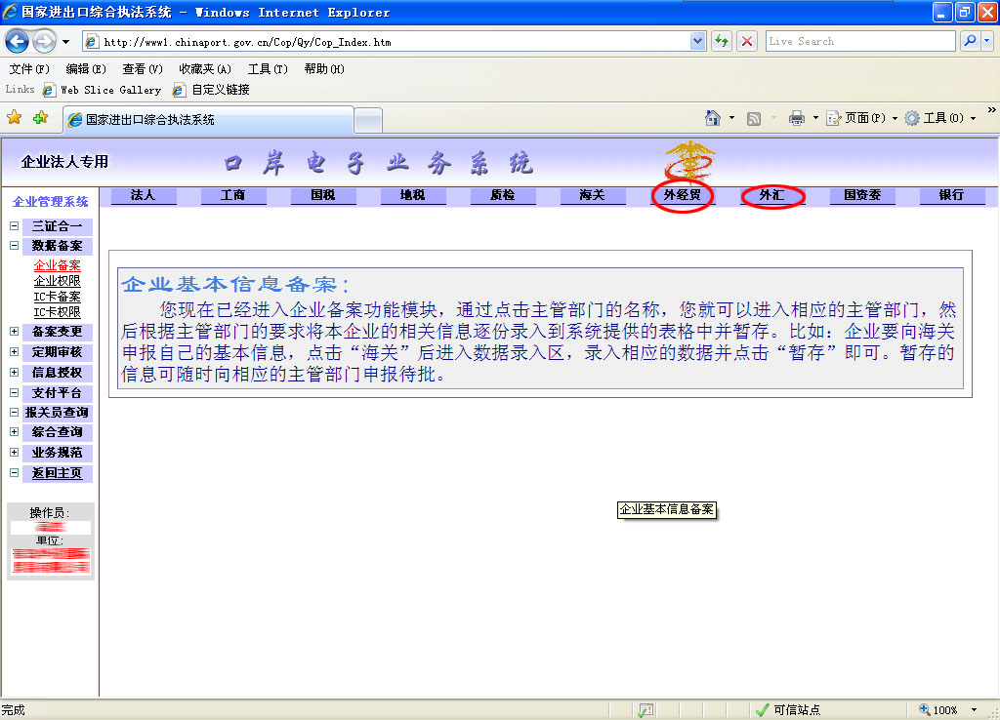 国家进出口综合执法系统 - Windows Internet Explorer
http://www1.chinaport.gov.cn/Cop/Qy/Cop_Index.htm
Live Search
文件(F) 编辑(E) 查看(V) 收藏夹(A) 工具(T) 帮助(H)
Links Web Slice Gallery 自定义链接
国家进出口综合执法系统 页面(P) 工具(O) »
企业法人专用 口岸电子业务系统
企业管理系统
法人 工商 国税 地税 质检 海关 外经贸 外汇 国资委 银行
三证合一
数据备案
企业备案
企业权限
IC卡备案
IC卡权限
备案变更
定期审核
信息授权
支付平台
报关员查询
综合查询
业务规范
返回主页
操作员:
单位:
企业基本信息备案:
您现在已经进入企业备案功能模块，通过点击主管部门的名称，您就可以进入相应的主管部门，然
后根据主管部门的要求将本企业的相关信息逐份录入到系统提供的表格中并暂存。比如：企业要向海关
申报自己的基本信息，点击“海关”后进入数据录入区，录入相应的数据并点击“暂存”即可。暂存的
信息可随时向相应的主管部门申报待批。
企业基本信息备案
完成 可信站点 100%